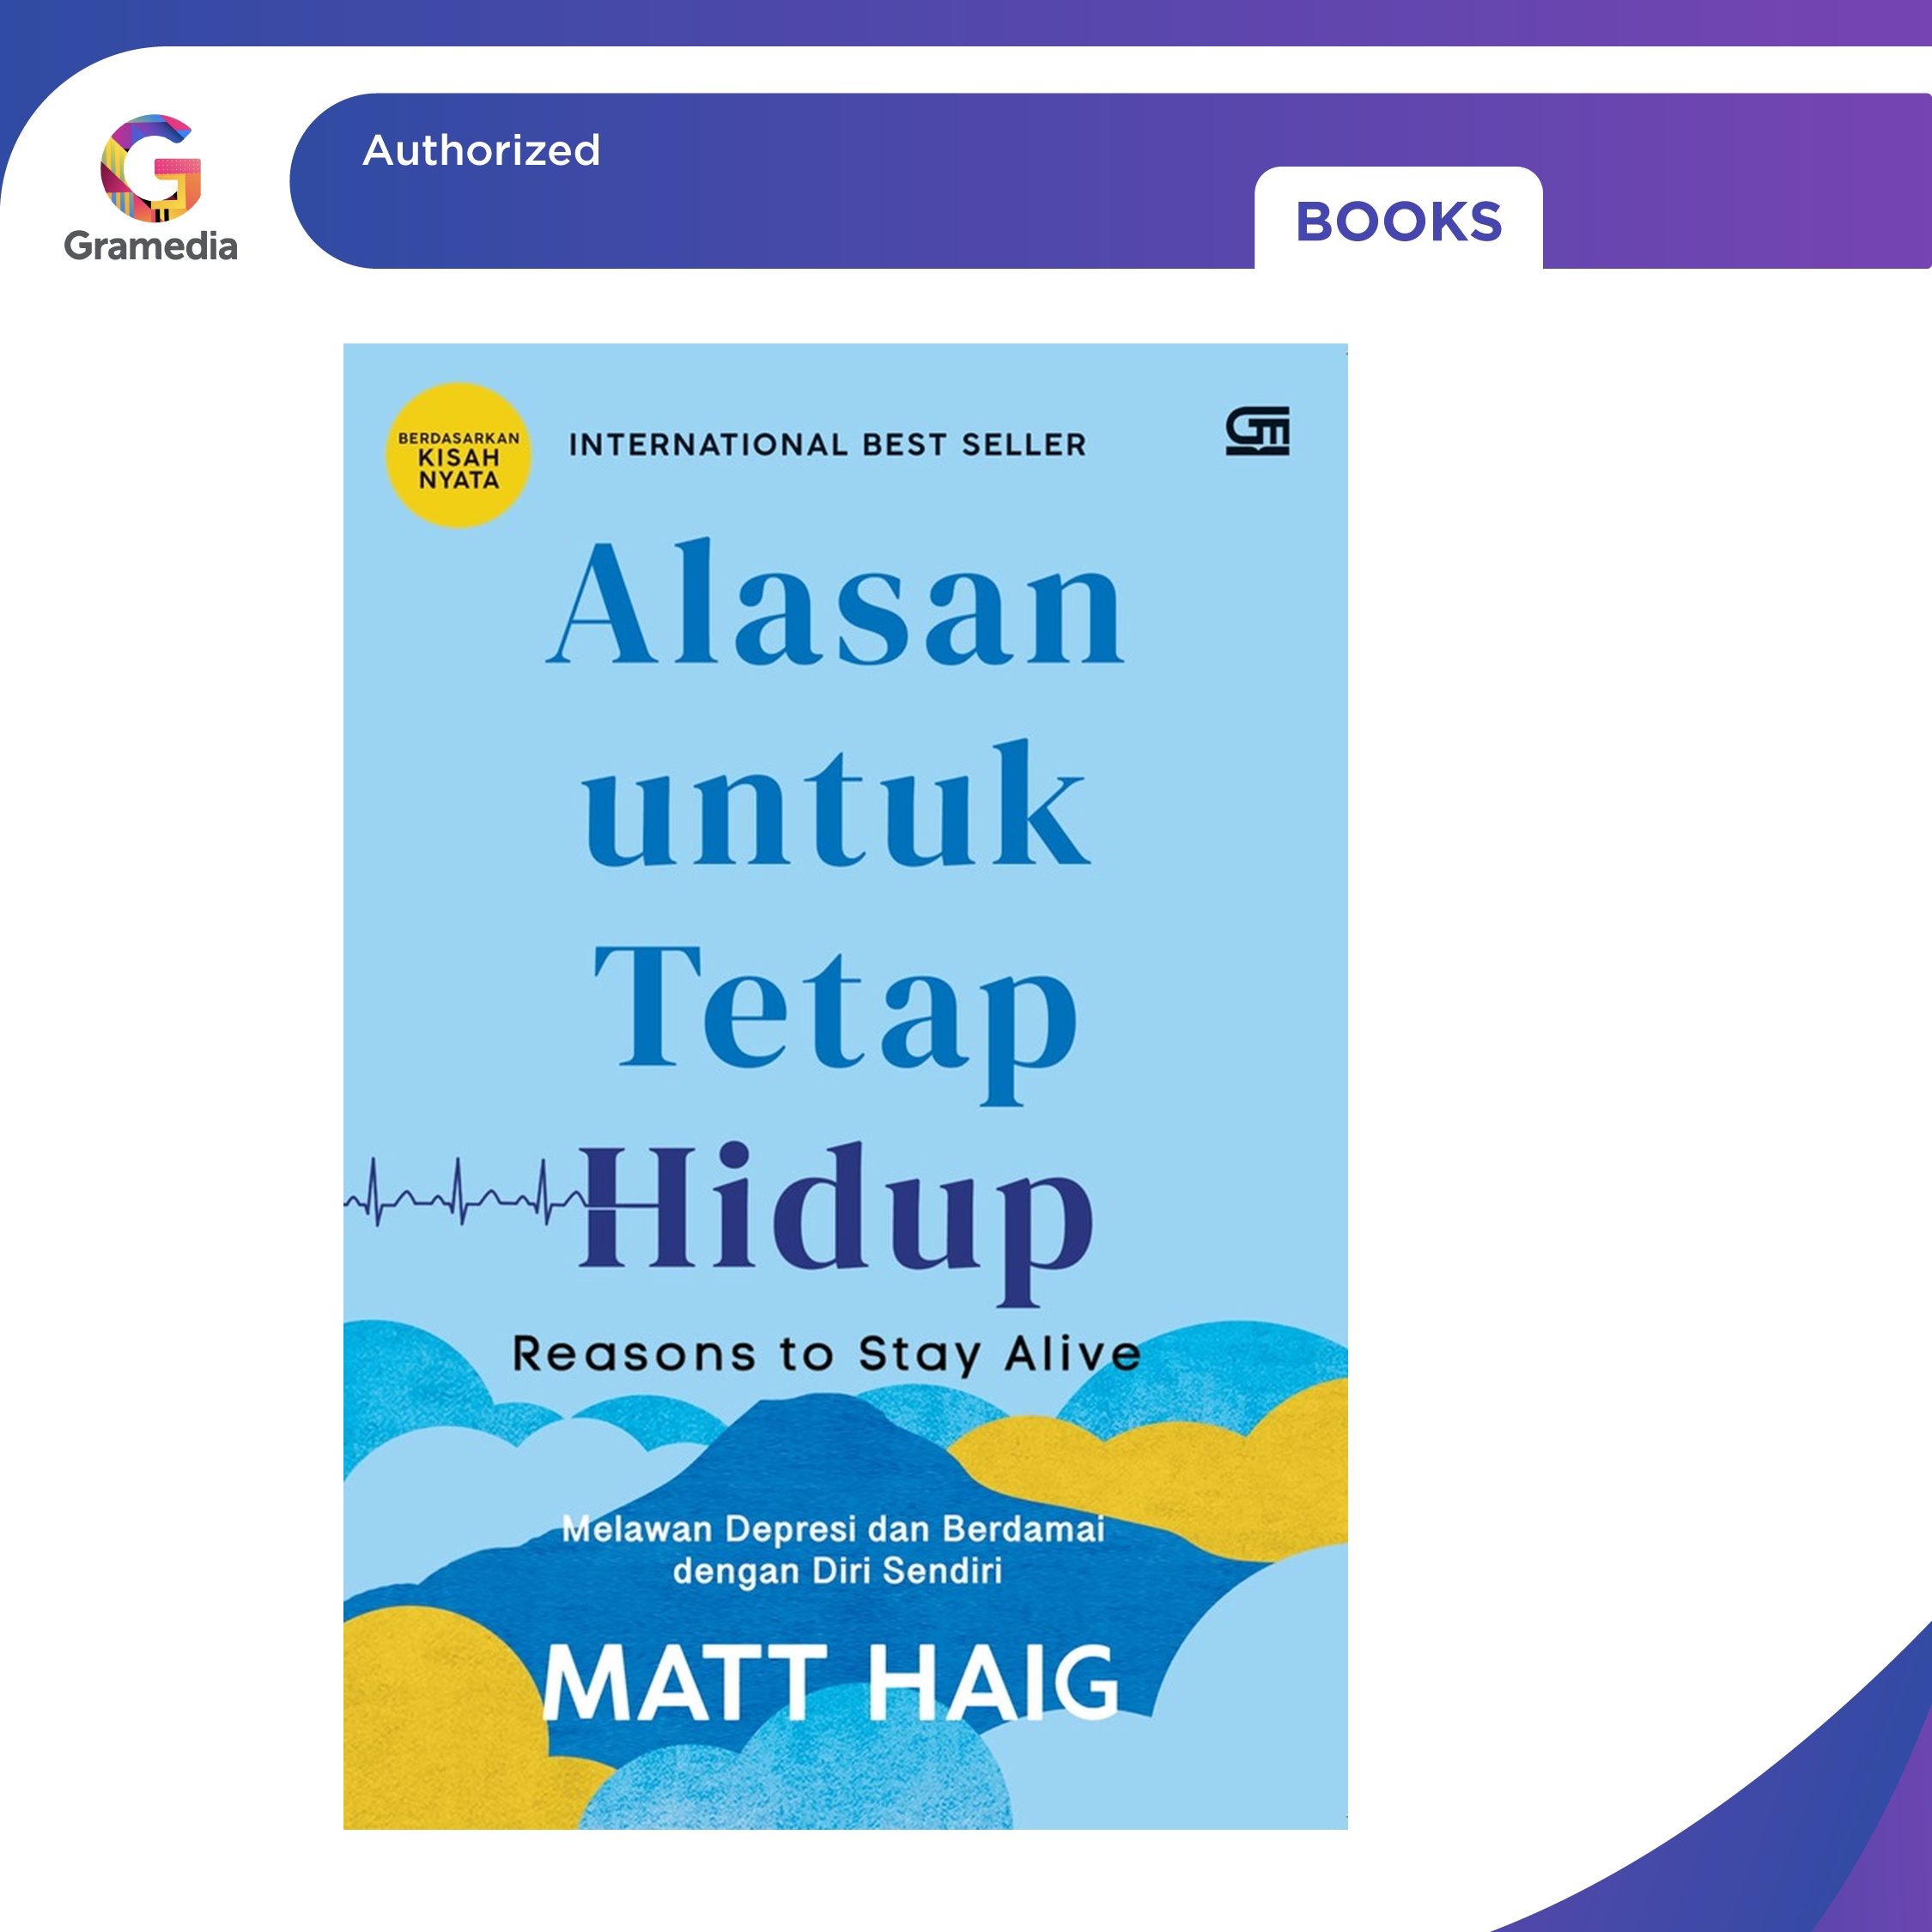 Gramedia
Authorized
BOOKS
BERDASARKAN
KISAH
NYATA
INTERNATIONAL BEST SELLER
GM
Alasan
untuk
Tetap
Hidup
Reasons to Stay Alive
Melawan Depresi dan Berdamai
dengan Diri Sendiri
MATT HAIG